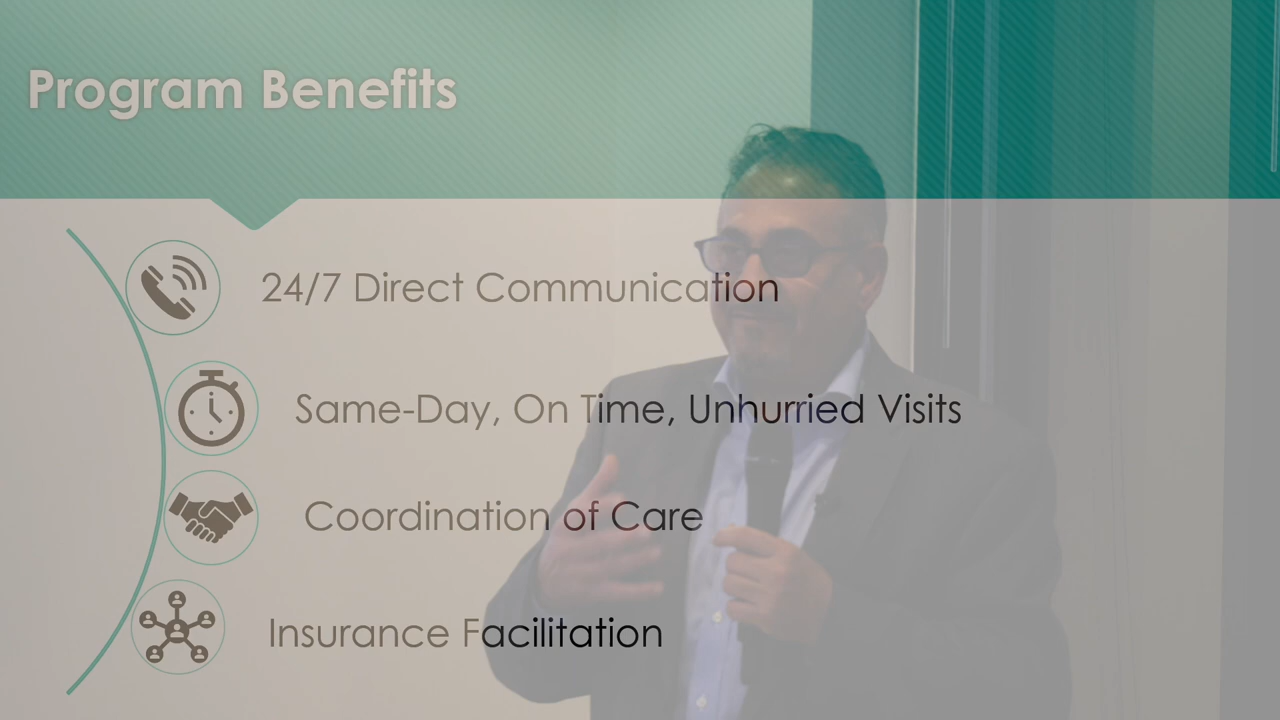 Program Benefits
24/7 Direct Communication
Same-Day, On Time, Unhurried Visits
Coordination of Care
Insurance Facilitation